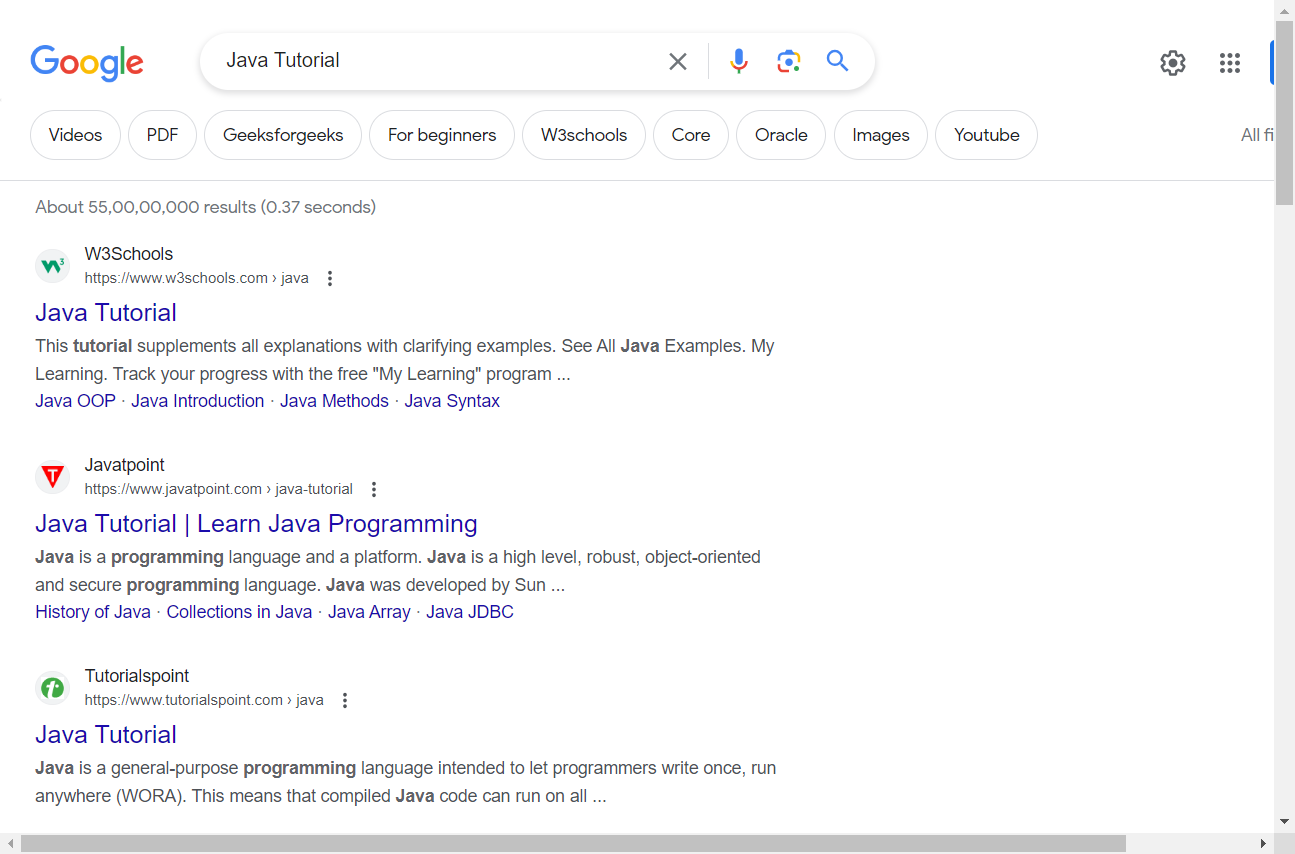 Google
Java Tutorial
Videos PDF Geeksforgeeks For beginners W3schools Core Oracle Images Youtube All fi
About 55,00,00,000 results (0.37 seconds)
W3Schools
https://www.w3schools.com › java
Java Tutorial
This tutorial supplements all explanations with clarifying examples. See All Java Examples. My
Learning. Track your progress with the free "My Learning" program ...
Java OOP · Java Introduction · Java Methods · Java Syntax
Javatpoint
https://www.javatpoint.com › java-tutorial
Java Tutorial | Learn Java Programming
Java is a programming language and a platform. Java is a high level, robust, object-oriented
and secure programming language. Java was developed by Sun ...
History of Java · Collections in Java · Java Array · Java JDBC
Tutorialspoint
https://www.tutorialspoint.com › java
Java Tutorial
Java is a general-purpose programming language intended to let programmers write once, run
anywhere (WORA). This means that compiled Java code can run on all ...